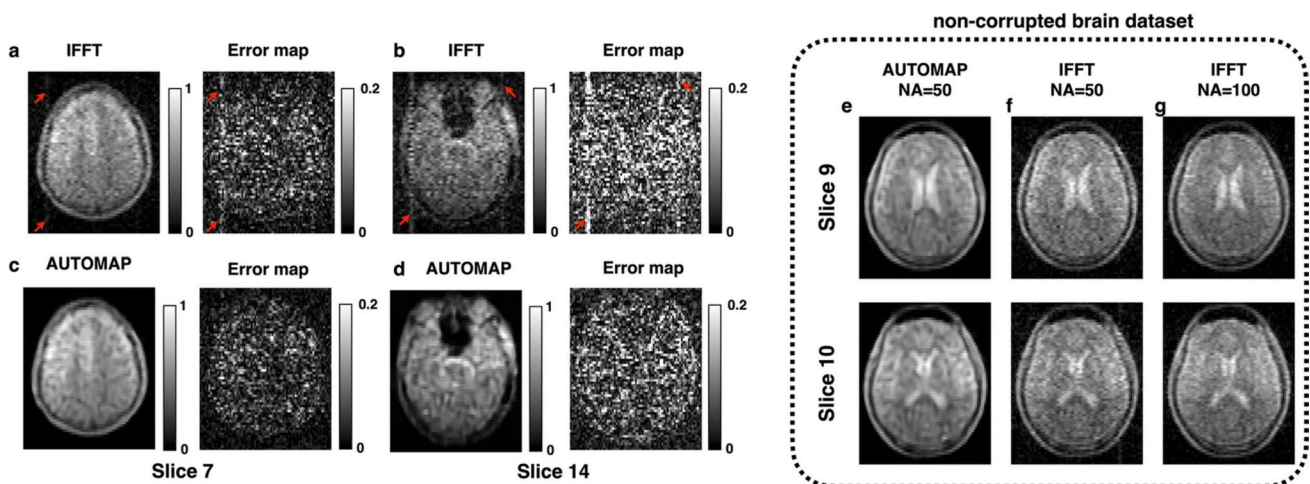 non-corrupted brain dataset
a IFFT Error map b IFFT Error map
1 0.2 1 0.2
0 0 0 0
c AUTOMAP Error map d AUTOMAP Error map
1 0.2 1 0.2
0 0 0 0
Slice 7 Slice 14
AUTOMAP IFFT IFFT
NA=50 NA=50 NA=100
e f g
Slice 9
Slice 10